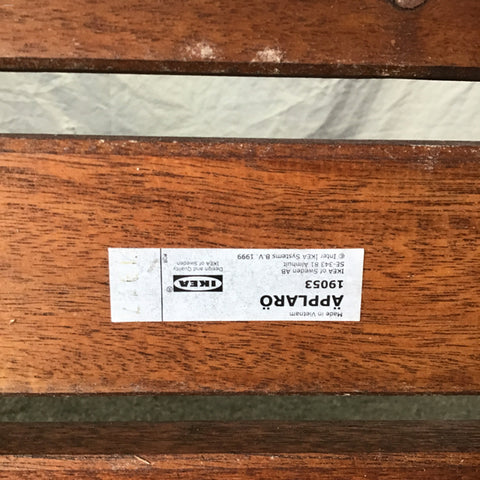 Made in Vietnam
ÄPPLARÖ
19053
IKEA of Sweden AB
SE-343 81 Älmhult
© Inter IKEA Systems B.V. 1999
IKEA
®
Design and Quality
IKEA of Sweden